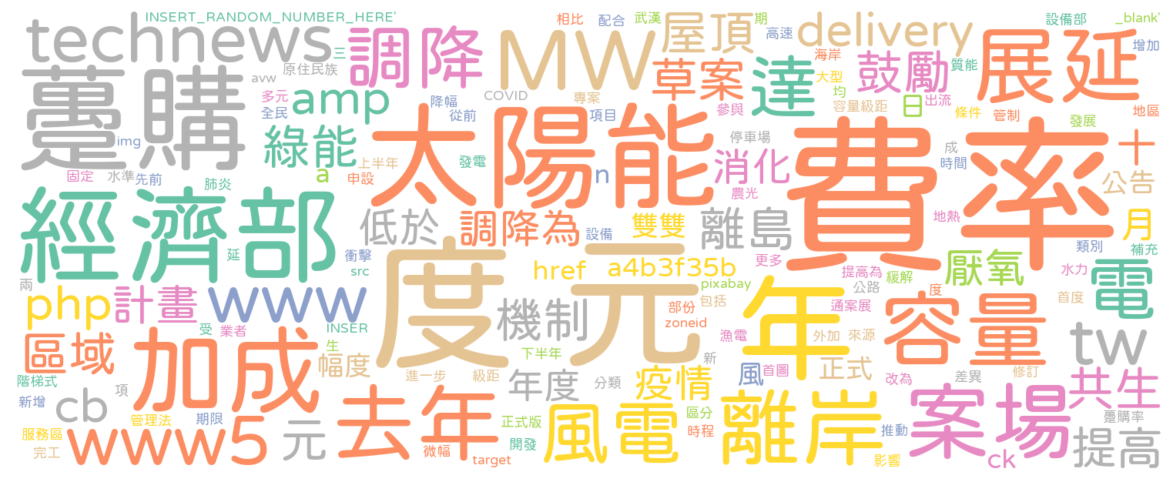 INSERT_RANDOM_NUMBER_HERE'
相比
配合
武漢
期
設備部
_blank'
technews
三
調降
MW
屋頂
delivery
高速
海岸
展延
增加
原住民族
avw
躉購
多元
全民
amp
降幅
從前
COVID
專案
項目
草案
參與
達
大型
均
容量級距
鼓勵
日
質能
出流
條件
管制
發展
地區
img
綠能
太陽能
停車場
費率
成
時間
十
固定
水準
先前
a
上半年
申設
發電
n
消化
農光
公告
經濟部
肺炎
延
低於
調降為
設備
雙雙
離島
地熱
月
類別
補充
衝擊
src
度元
href
a4b3f35b
pixabay
更多
提高為
公路
緩解
厭氧
水力
電
兩
php
計畫
www
機制
部份
zoneid
包括
年
度
首度
通案展
容量
受
業者
INSER
生
漁電
外加
來源
tw
區域
加成
幅度
下半年
進一步
級距
新
疫情
風
首圖
正式
改為
差異
修訂
共生
階梯式
新增
cb
項
年度
分類
管理法
期限
去年
正式版
風電
區分
時程
離岸
案場
躉購率
服務區
完工
www5
元
微幅
target
開發
推動
影響
ck
提高